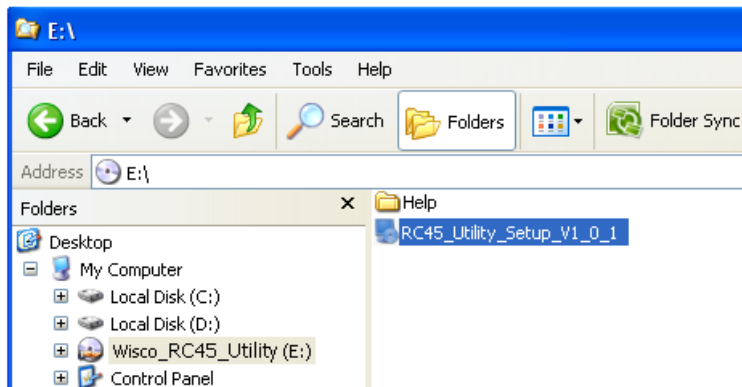 E:\
File Edit View Favorites Tools Help
Back Search Folders Folder Sync
Address E:\
Folders X
Help
RC45_Utility_Setup_V1_0_1
Desktop
My Computer
Local Disk (C:)
Local Disk (D:)
Wisco_RC45_Utility (E:)
Control Panel